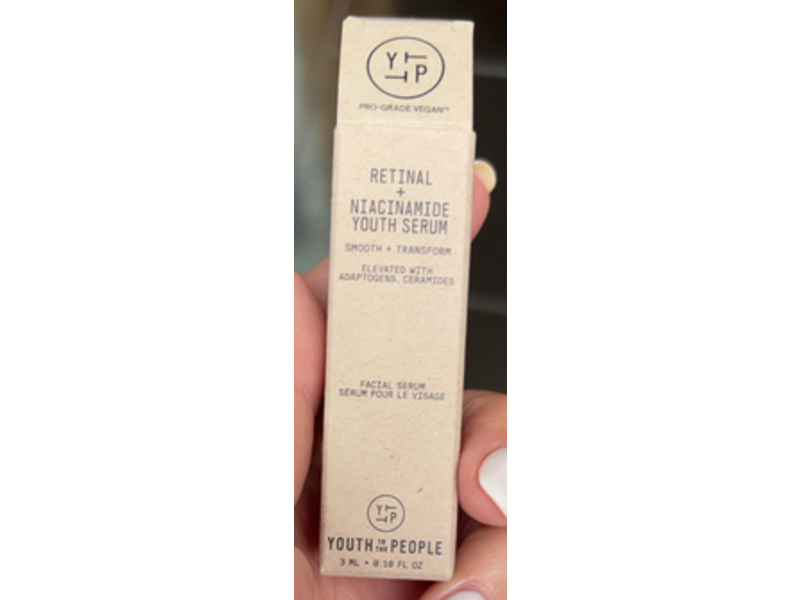 Y T
T P
PRO-GRADE VEGAN™
RETINAL
+
NIACINAMIDE
YOUTH SERUM
SMOOTH + TRANSFORM
ELEVATED WITH
ADAPTOGENS, CERAMIDES
FACIAL SERUM
SÉRUM POUR LE VISAGE
Y T
T P
YOUTH TO THE PEOPLE
3 ML • 0.10 FL OZ